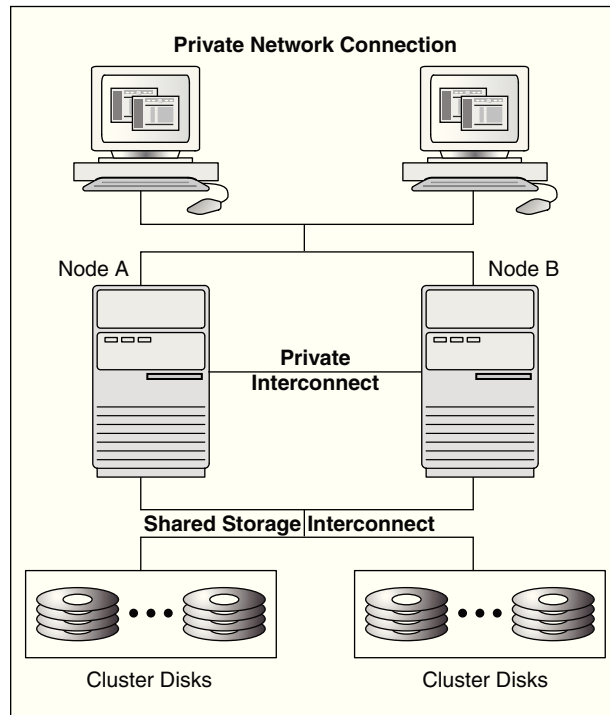 Private Network Connection
Node A
Node B
Private
Interconnect
Shared Storage Interconnect
Cluster Disks
Cluster Disks